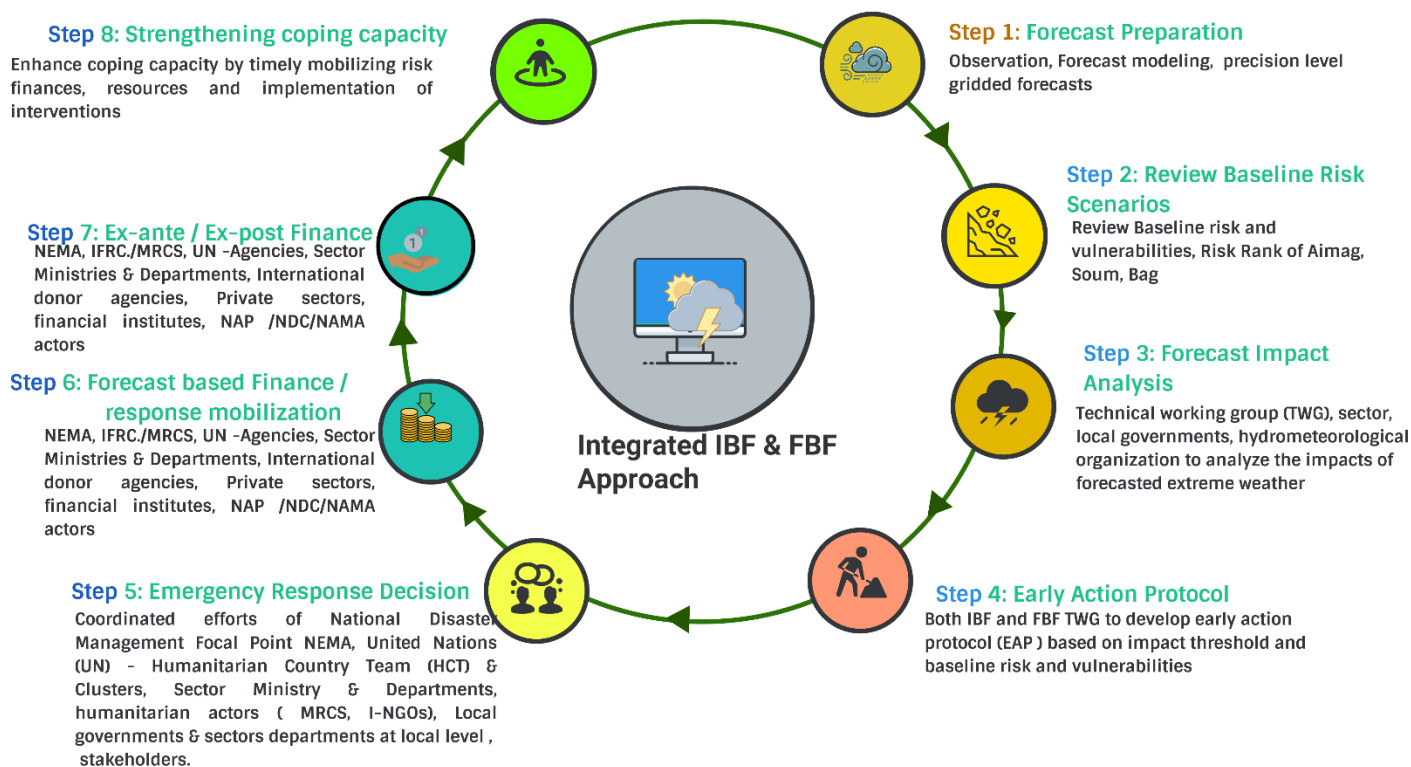 Step 1: Forecast Preparation
Observation, Forecast modeling, precision level
gridded forecasts
Step 2: Review Baseline Risk
Scenarios
Review Baseline risk and
vulnerabilities, Risk Rank of Aimag,
Soum, Bag
Step 3: Forecast Impact
Analysis
Technical working group (TWG), sector,
local governments, hydrometeorological
organization to analyze the impacts of
forecasted extreme weather
Step 4: Early Action Protocol
Both IBF and FBF TWG to develop early action
protocol (EAP ) based on impact threshold and
baseline risk and vulnerabilities
Step 5: Emergency Response Decision
Coordinated efforts of National Disaster
Management Focal Point NEMA, United Nations
(UN) - Humanitarian Country Team (HCT) &
Clusters, Sector Ministry & Departments,
humanitarian actors ( MRCS, I-NGOs), Local
governments & sectors departments at local level ,
stakeholders.
Step 6: Forecast based Finance /
response mobilization
NEMA, IFRC./MRCS, UN -Agencies, Sector
Ministries & Departments, International
donor agencies, Private sectors,
financial institutes, NAP /NDC/NAMA
actors
Step 7: Ex-ante / Ex-post Finance
NEMA, IFRC./MRCS, UN -Agencies, Sector
Ministries & Departments, International
donor agencies, Private sectors,
financial institutes, NAP /NDC/NAMA
actors
Step 8: Strengthening coping capacity
Enhance coping capacity by timely mobilizing risk
finances, resources and implementation of
interventions
Integrated IBF & FBF
Approach
1
1